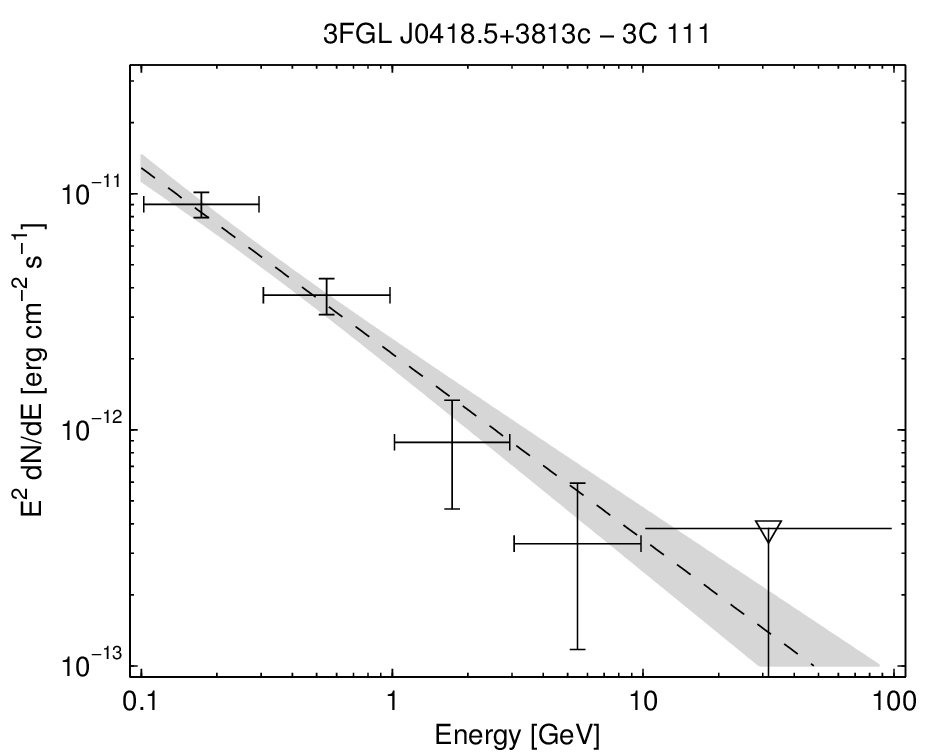 3FGL J0418.5+3813c − 3C 111
E² dN/dE [erg cm⁻² s⁻¹]
10⁻¹¹
10⁻¹²
10⁻¹³
0.1 1 10 100
Energy [GeV]